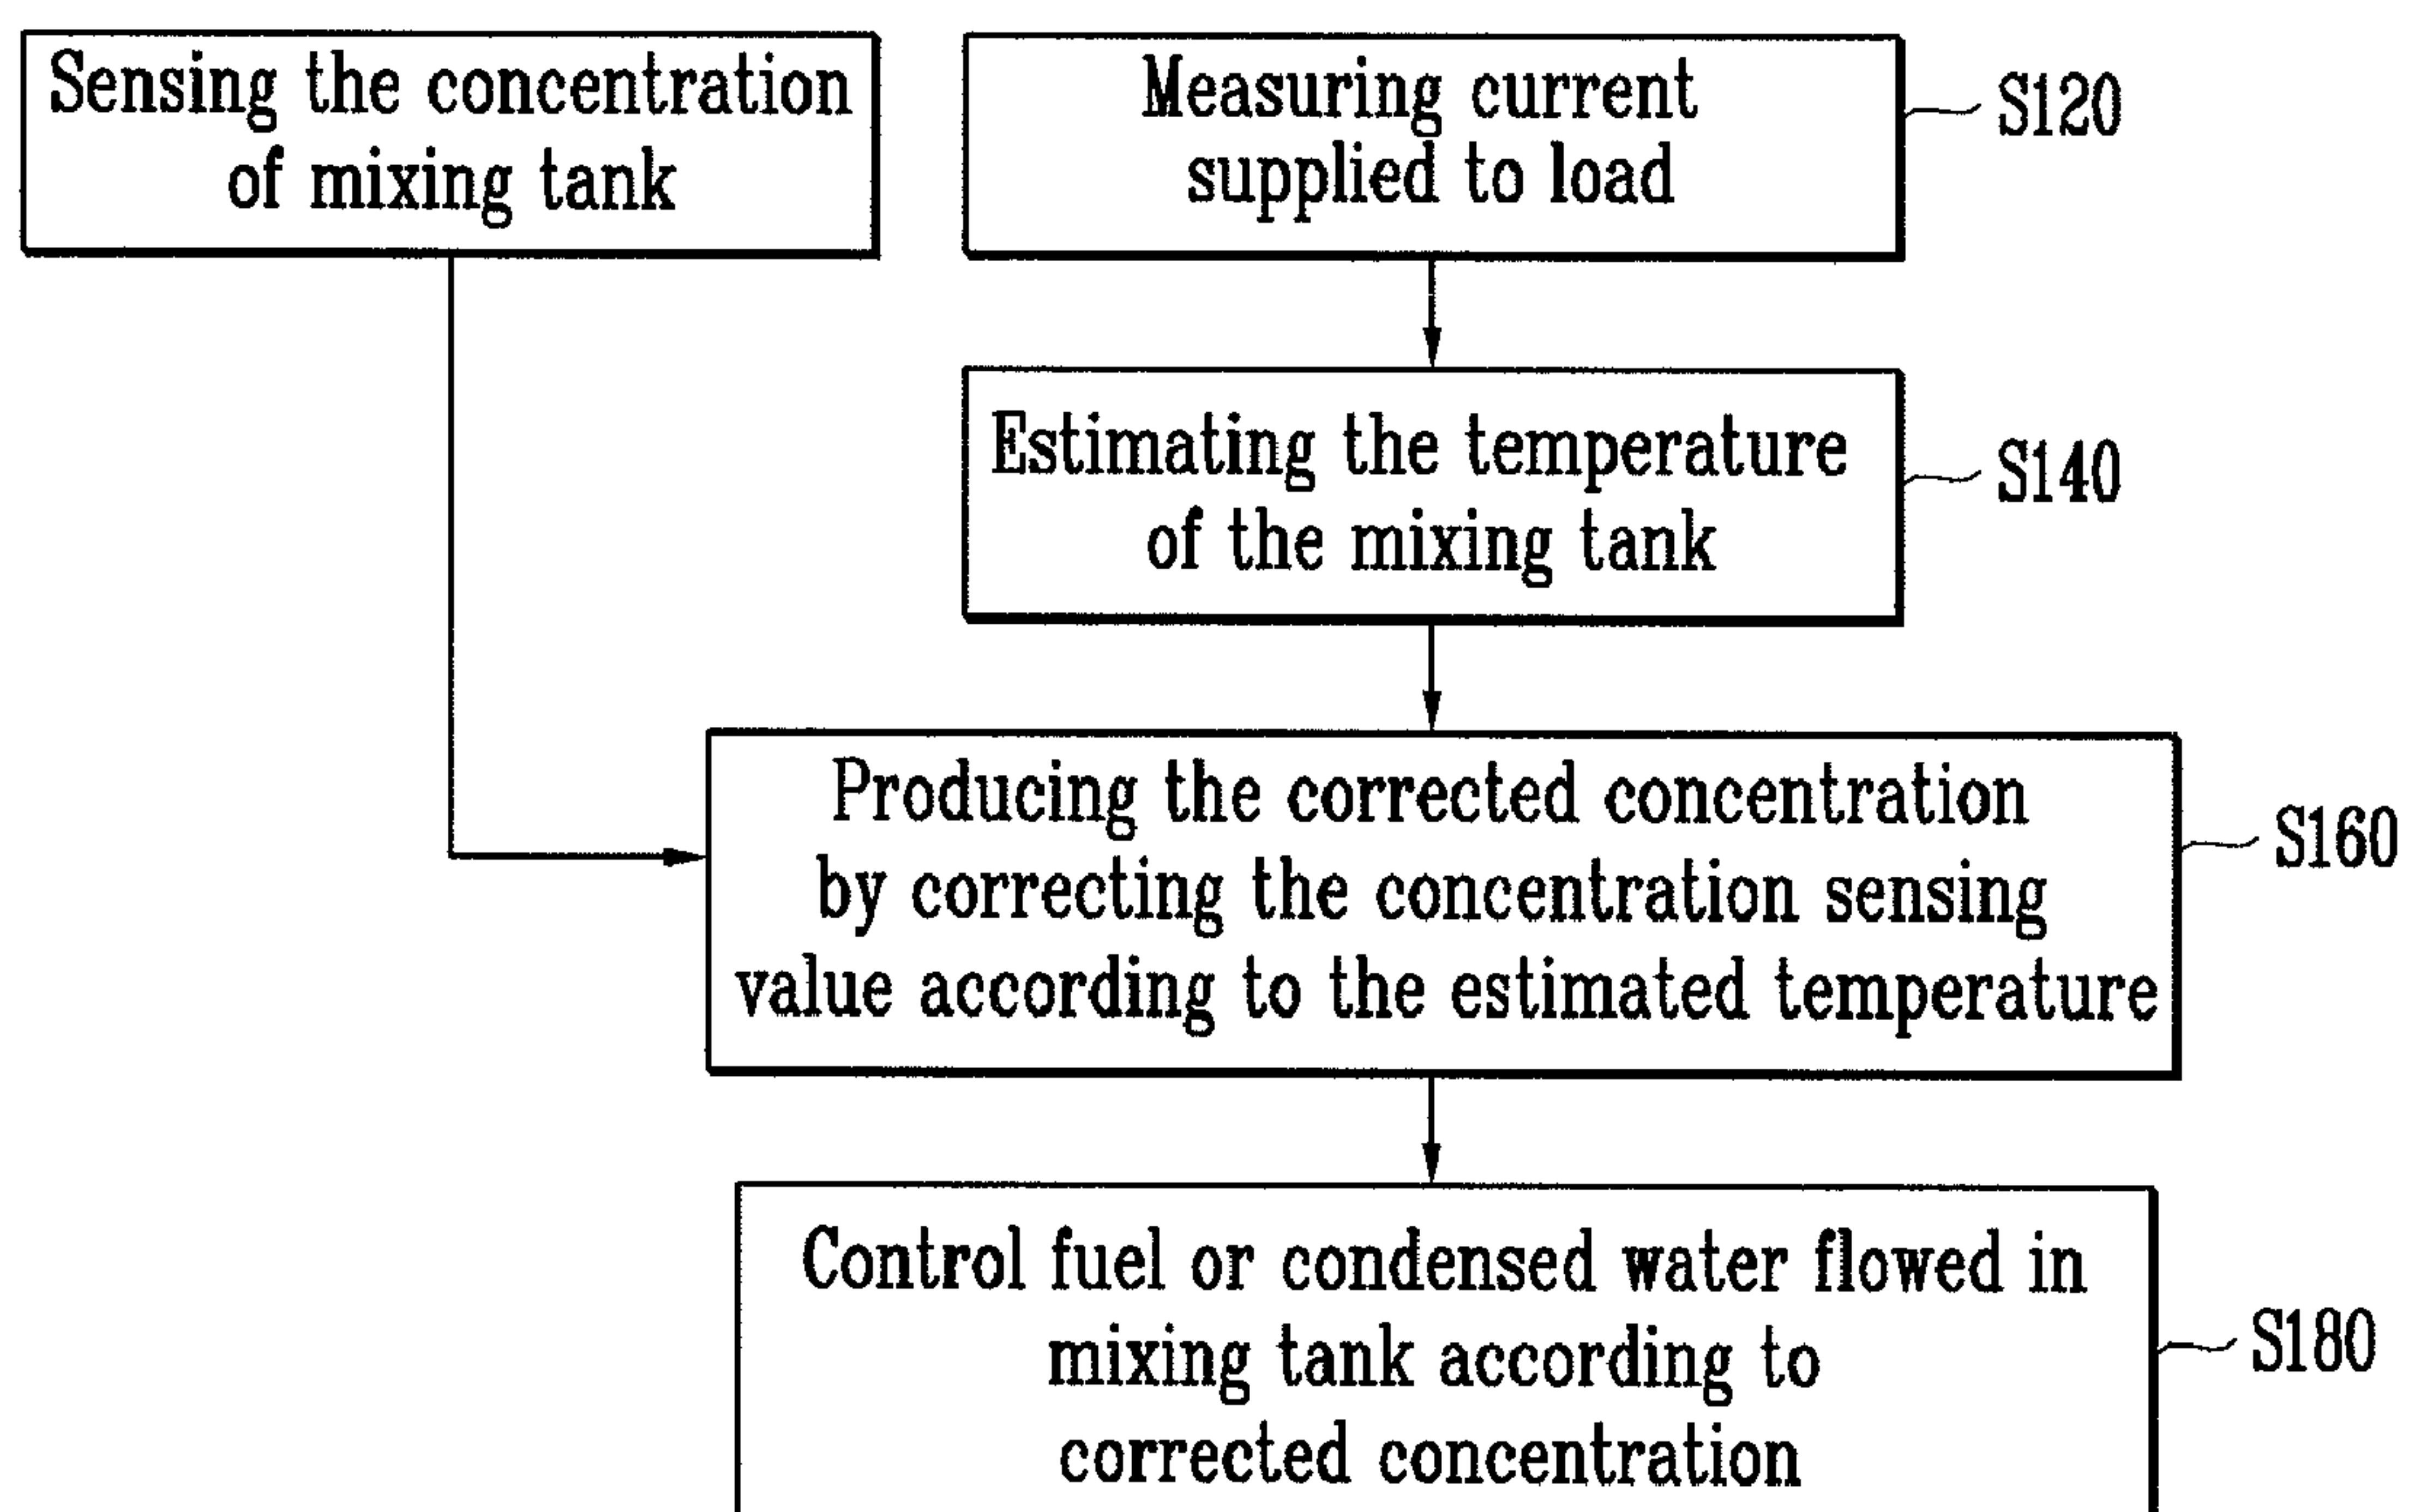 Sensing the concentration
of mixing tank
Measuring current
supplied to load
S120
Estimating the temperature
of the mixing tank
S140
Producing the corrected concentration
by correcting the concentration sensing
value according to the estimated temperature
S160
Control fuel or condensed water flowed in
mixing tank according to
corrected concentration
S180